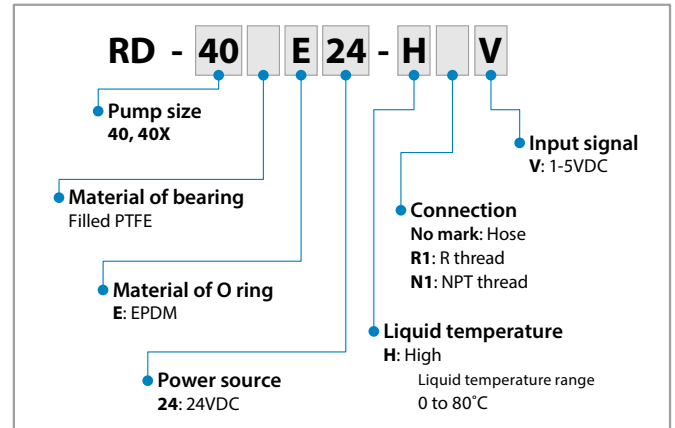 RD - 40 E 24 - H V
Pump size
40, 40X
Input signal
V: 1-5VDC
Material of bearing
Filled PTFE
Connection
No mark: Hose
R1: R thread
N1: NPT thread
Material of O ring
E: EPDM
Liquid temperature
H: High
Liquid temperature range
0 to 80˚C
Power source
24: 24VDC